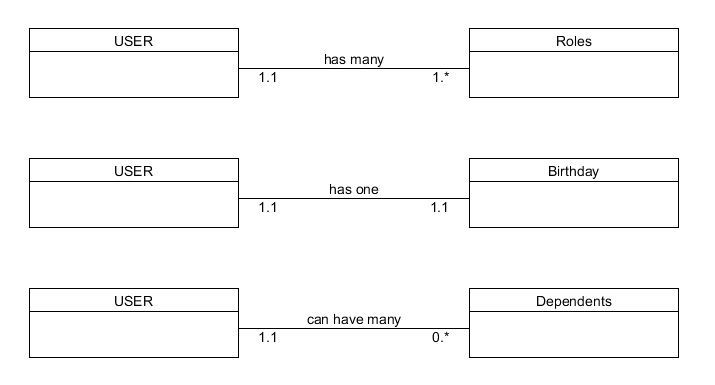 USER
Roles
has many
1.1
1.*
USER
Birthday
has one
1.1
1.1
USER
Dependents
can have many
1.1
0.*